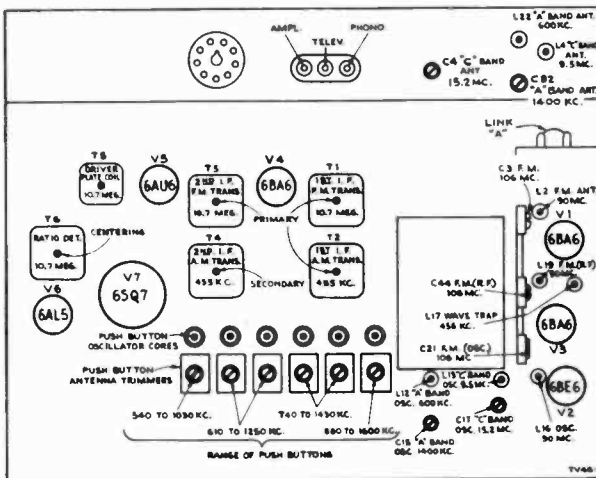 AMPL.
TELEV.
PHONO.
L22 "A" BAND ANT.
600 KC.
L4 "C" BAND
ANT.
9.5 MC.
C4 "C" BAND
ANT
15.2 MC.
CB2
"A" BAND ANT.
1400 KC.
LINK
"A"
T8
DRIVER
PLATE COIL
10.7 MEG.
V5
6AU6
T5
2ND I.F.
F.M. TRANS.
10.7 MEG.
V4
6BA6
T1
1ST I.F.
F.M. TRANS.
10.7 MEG.
C3 F.M.
106 MC.
L2 F.M. ANT.
90 MC.
V1
6BA6
T6
RATIO DET.
10.7 MEG.
CENTERING
PRIMARY
T4
2ND I.F.
A.M. TRANS.
455 KC.
SECONDARY
T2
1ST I.F.
A.M. TRANS.
455 KC.
V6
6AL5
V7
6SQ7
C44 F.M.(R.F)
106 MC.
L19 F.M.(R.F)
90 MC.
L17 WAVE TRAP
456 KC.
6BA6
V3
C21 F.M. (OSC.)
106 MC
PUSH BUTTON
OSCILLATOR CORES
PUSH BUTTON
ANTENNA TRIMMERS
540 TO 1030 KC.
610 TO 1250 KC.
740 TO 1450 KC.
880 TO 1600 KC.
RANGE OF PUSH BUTTONS
L12 "A" BAND
OSC. 600 KC.
L15 "C" BAND
OSC. 9.5 MC.
C15 "A" BAND
OSC 1400 KC.
C17 "C" BAND
OSC. 15.2 MC.
6BE6
V2
L16 OSC.
90 MC.